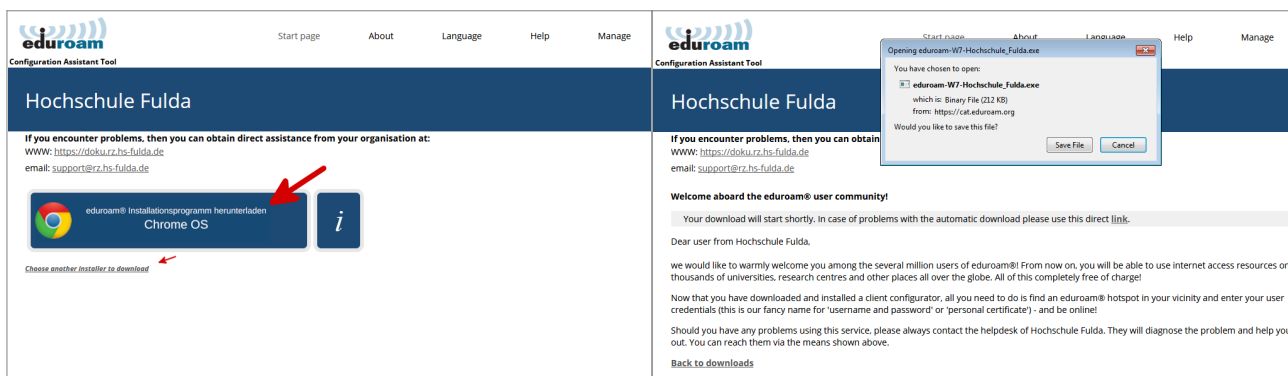 eduroam
Configuration Assistant Tool
Start page
About
Language
Help
Manage
Hochschule Fulda
If you encounter problems, then you can obtain direct assistance from your organisation at:
WWW: https://doku.rz.hs-fulda.de
email: support@rz.hs-fulda.de
eduroam® Installationsprogramm herunterladen
Chrome OS
i
Choose another installer to download
eduroam
Configuration Assistant Tool
Start page
About
Language
Help
Manage
Opening eduroam-W7-Hochschule_Fulda.exe
You have chosen to open:
eduroam-W7-Hochschule_Fulda.exe
which is: Binary File (212 KB)
from: https://cat.eduroam.org
Would you like to save this file?
Save File
Cancel
Hochschule Fulda
If you encounter problems, then you can obtain
WWW: https://doku.rz.hs-fulda.de
email: support@rz.hs-fulda.de
Welcome aboard the eduroam® user community!
Your download will start shortly. In case of problems with the automatic download please use this direct link.
Dear user from Hochschule Fulda,
we would like to warmly welcome you among the several million users of eduroam®! From now on, you will be able to use internet access resources on
thousands of universities, research centres and other places all over the globe. All of this completely free of charge!
Now that you have downloaded and installed a client configurator, all you need to do is find an eduroam® hotspot in your vicinity and enter your user
credentials (this is our fancy name for 'username and password' or 'personal certificate') - and be online!
Should you have any problems using this service, please always contact the helpdesk of Hochschule Fulda. They will diagnose the problem and help you
out. You can reach them via the means shown above.
Back to downloads